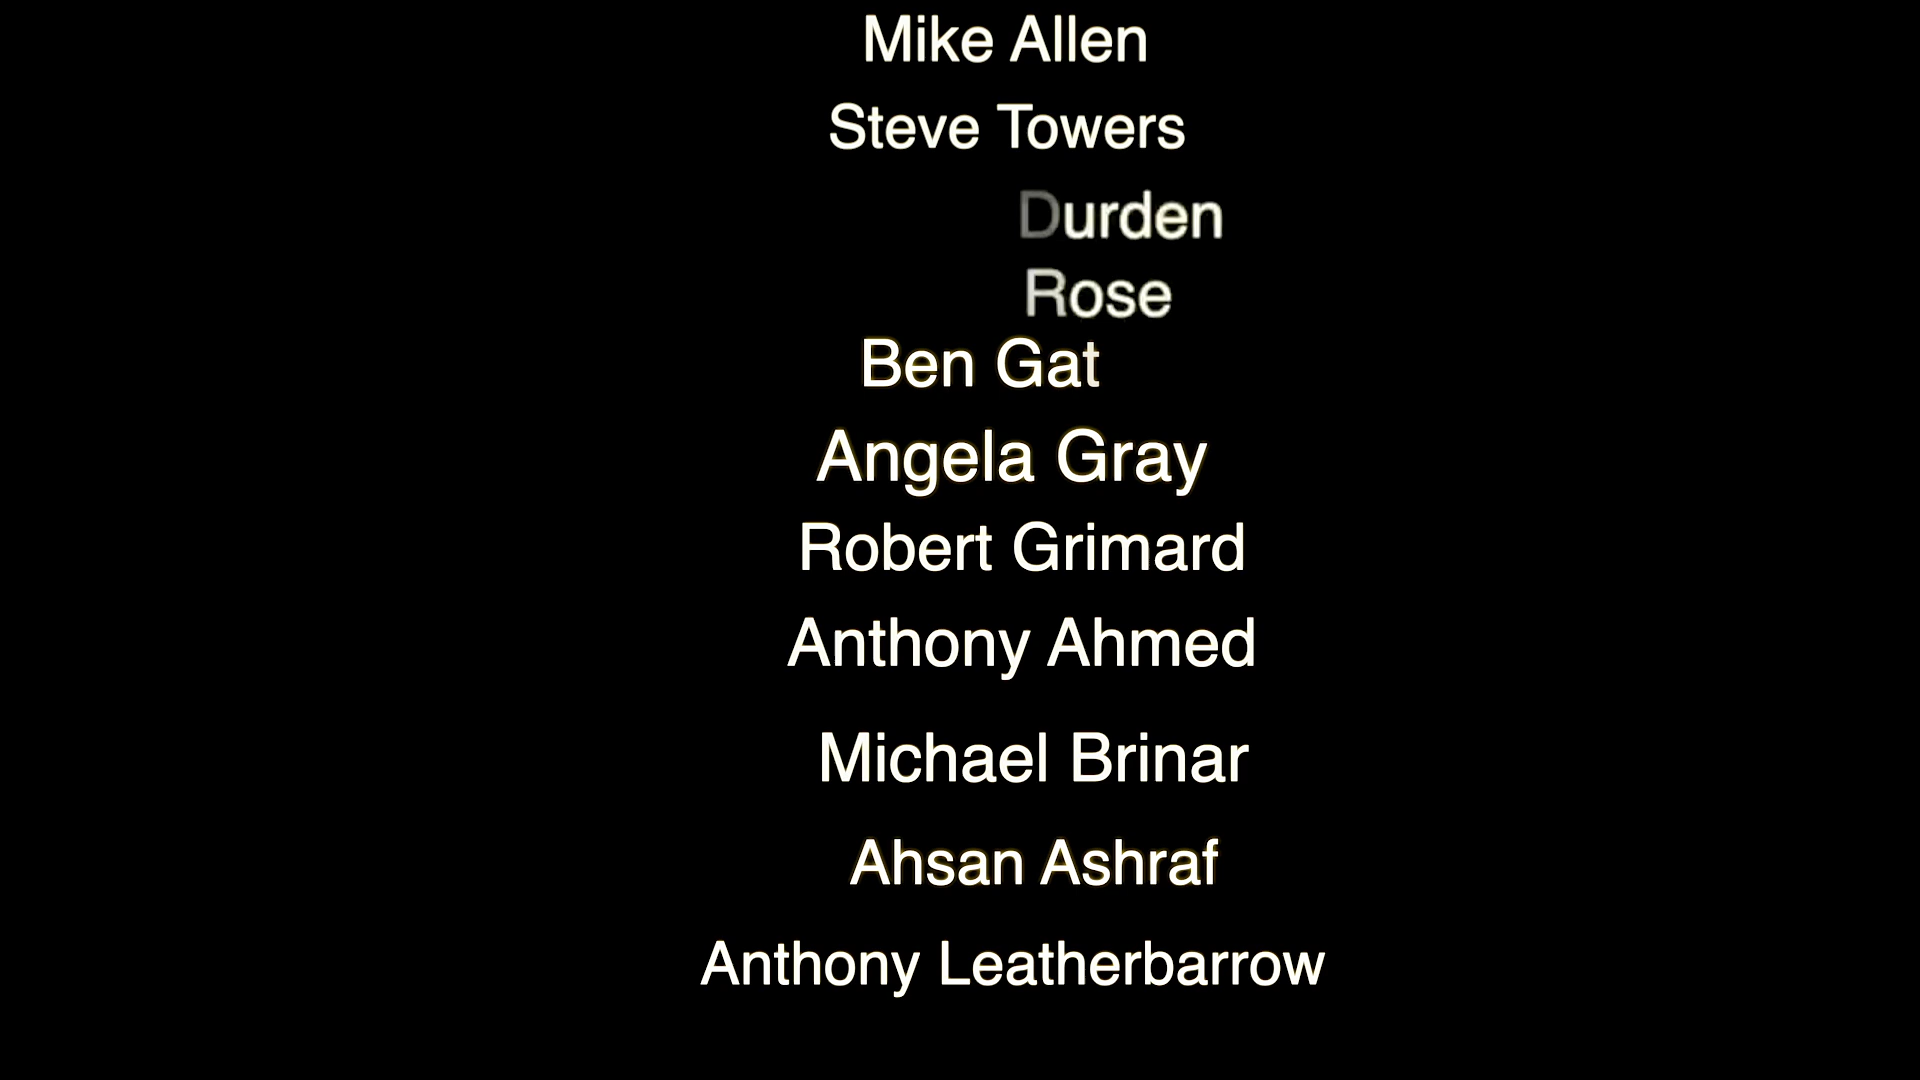 Mike Allen
Steve Towers
Durden
Rose
Ben Gat
Angela Gray
Robert Grimard
Anthony Ahmed
Michael Brinar
Ahsan Ashraf
Anthony Leatherbarrow